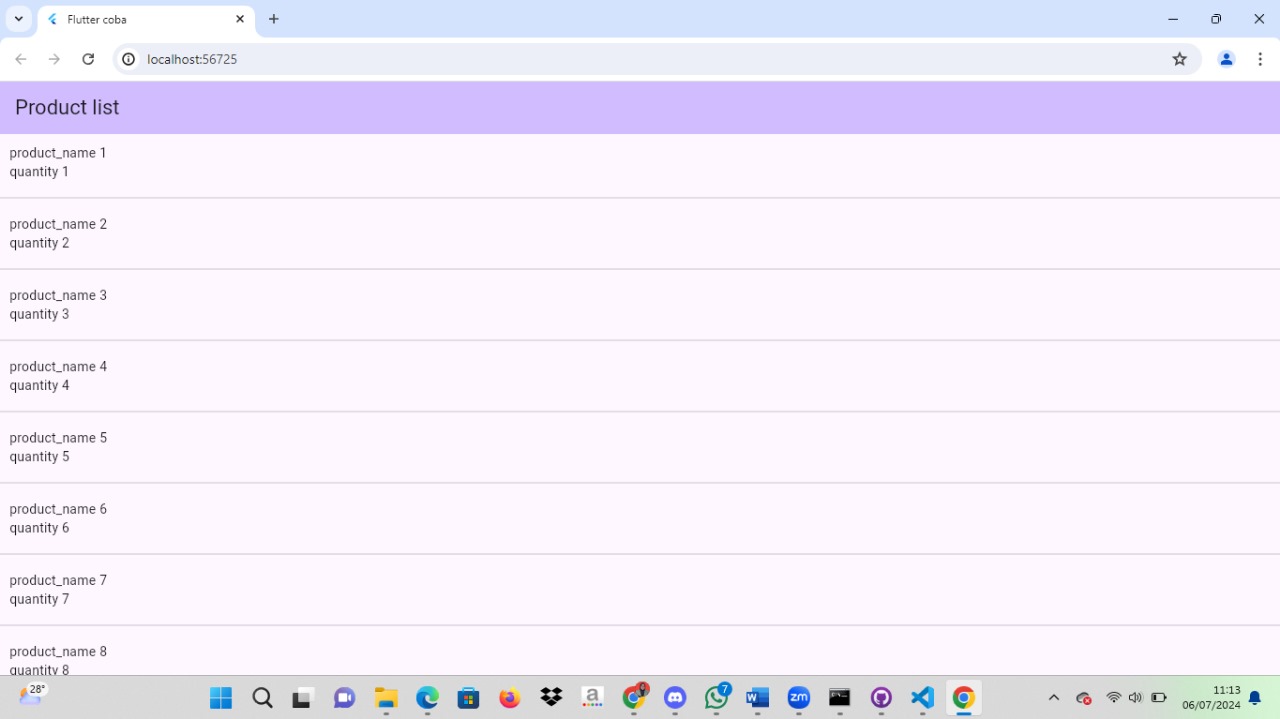 Flutter coba
localhost:56725
Product list
product_name 1
quantity 1
product_name 2
quantity 2
product_name 3
quantity 3
product_name 4
quantity 4
product_name 5
quantity 5
product_name 6
quantity 6
product_name 7
quantity 7
product_name 8
quantity 8
28°
a
7
W
zm
11:13
06/07/2024